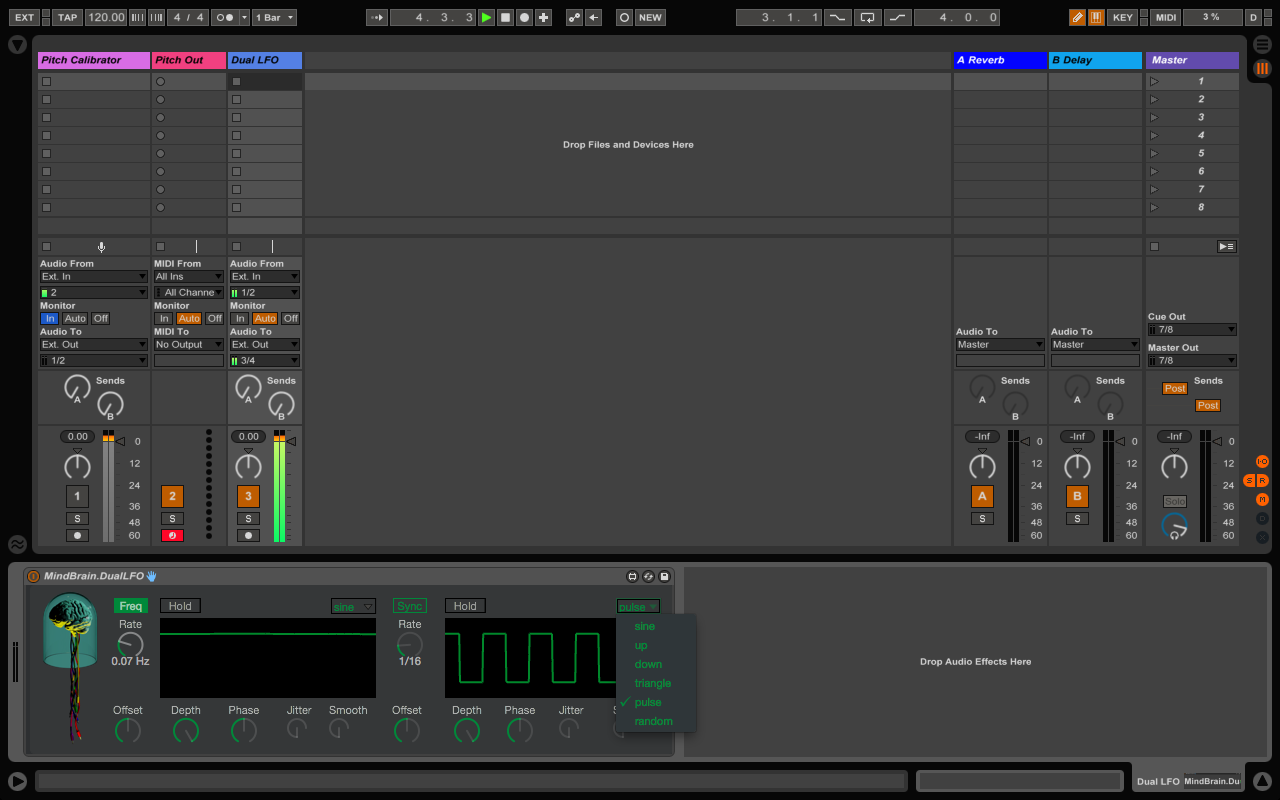 EXT TAP 120.00 4 / 4 1 Bar 4. 3. 3 NEW 3. 1. 1 4. 0. 0 KEY MIDI 3 % D
Pitch Calibrator Pitch Out Dual LFO A Reverb B Delay Master
1
2
3
4
5
6
7
8
Drop Files and Devices Here
Audio From MIDI From Audio From
Ext. In All Ins Ext. In
2 All Channe 1/2
Monitor Monitor Monitor
In Auto Off In Auto Off In Auto Off
Audio To MIDI To Audio To Audio To Audio To
Ext. Out No Output Ext. Out Master Master
1/2 3/4
Cue Out
7/8
Master Out
7/8
Sends Sends Sends Sends Sends
A A A A Post
B B B B Post
0.00 0.00 -Inf -Inf -Inf
0 0 0 0
12 12 12 12
24 24 24 24
36 36 36 36
48 48 48 48
60 60 60 60
1 2 3 A B Solo
S S S S S
I-O
S R
M
D
X
MindBrain.DualLFO
Freq Hold sine Sync Hold pulse
Rate Rate
0.07 Hz 1/16
Offset Depth Phase Jitter Smooth Offset Depth Phase Jitter
sine
up
down
triangle
pulse
random
Drop Audio Effects Here
Dual LFO MindBrain.Du